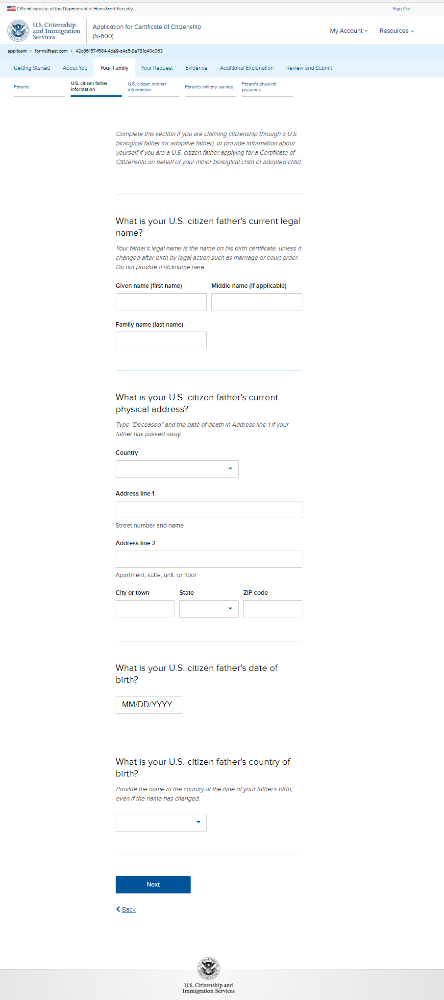 Official website of the Department of Homeland Security
Sign Out
U.S. Citizenship
and Immigration
Services
Application for Certificate of Citizenship
(N-600)
My Account
Resources
applicant > forms@test.com > 42c86157-f684-4de9-a4a5-8e781d40c063
Getting Started
About You
Your Family
Your Request
Evidence
Additional Explanation
Review and Submit
Parents
U.S. citizen father
information
U.S. citizen mother
information
Parent's military service
Parent's physical
presence
Complete this section if you are claiming citizenship through a U.S.
biological father (or adoptive father), or provide information about
yourself if you are a U.S. citizen father applying for a Certificate of
Citizenship on behalf of your minor biological child or adopted child.
What is your U.S. citizen father's current legal
name?
Your father's legal name is the name on his birth certificate, unless it
changed after birth by legal action such as marriage or court order.
Do not provide a nickname here.
Given name (first name)
Middle name (if applicable)
Family name (last name)
What is your U.S. citizen father's current
physical address?
Type "Deceased" and the date of death in Address line 1 if your
father has passed away.
Country
Address line 1
Street number and name
Address line 2
Apartment, suite, unit, or floor
City or town
State
ZIP code
What is your U.S. citizen father's date of
birth?
MM/DD/YYYY
What is your U.S. citizen father's country of
birth?
Provide the name of the country at the time of your father's birth,
even if the name has changed.
Next
Back
U.S. Citizenship and
Immigration Services